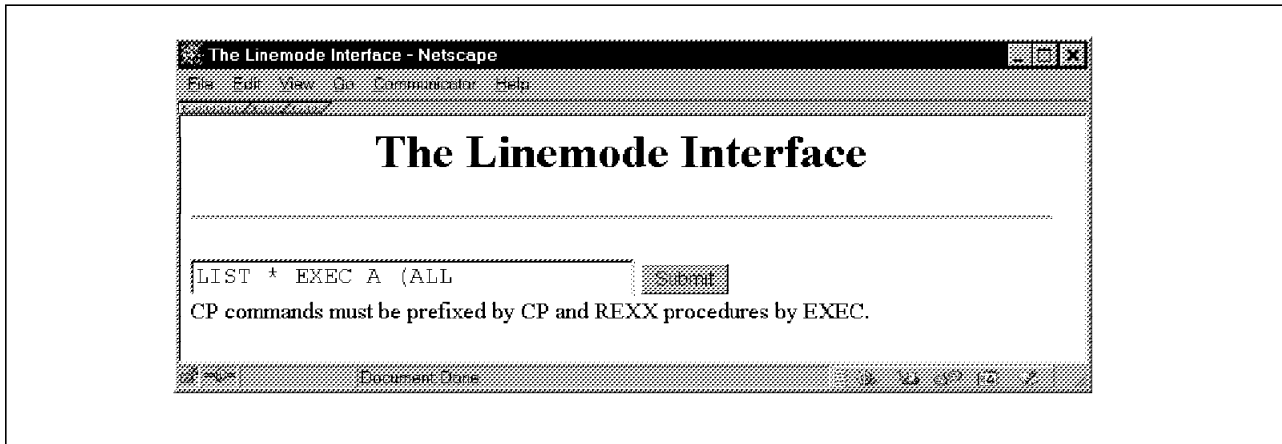 The Linemode Interface - Netscape
File Edit View Go Communicator Help
The Linemode Interface
LIST * EXEC A (ALL
Submit
CP commands must be prefixed by CP and REXX procedures by EXEC.
Document: Done